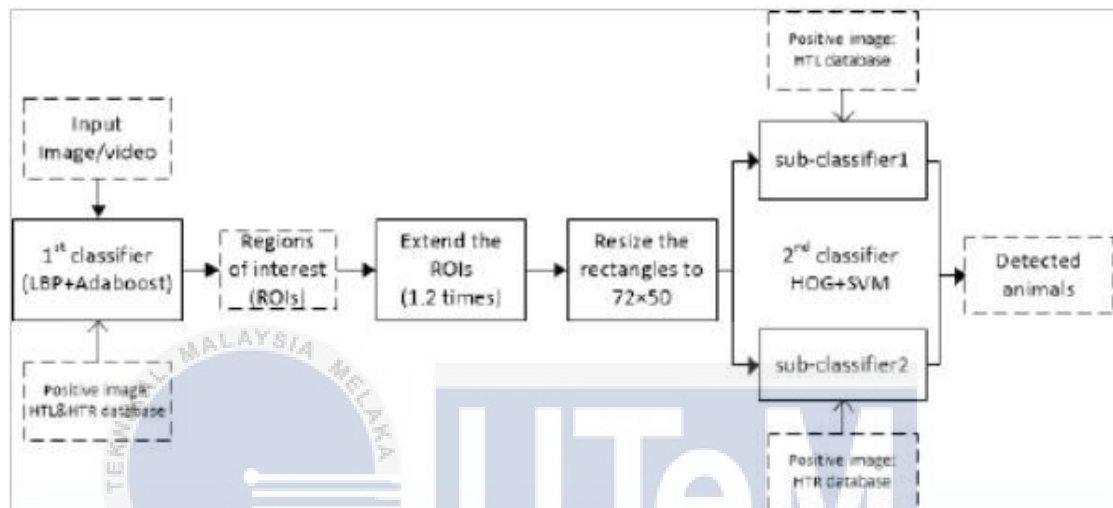 Positive image:
HTL database
Input
Image/video
sub-classifier1
1st classifier
(LBP+Adaboost)
Regions
of interest
(ROIs)
Extend the
ROIs
(1.2 times)
Resize the
rectangles to
72×50
2nd classifier
HOG+SVM
Detected
animals
sub-classifier2
Positive image:
HTL&HTR database
Positive image:
HTR database
MALAYSIA MELAKA
UTeM